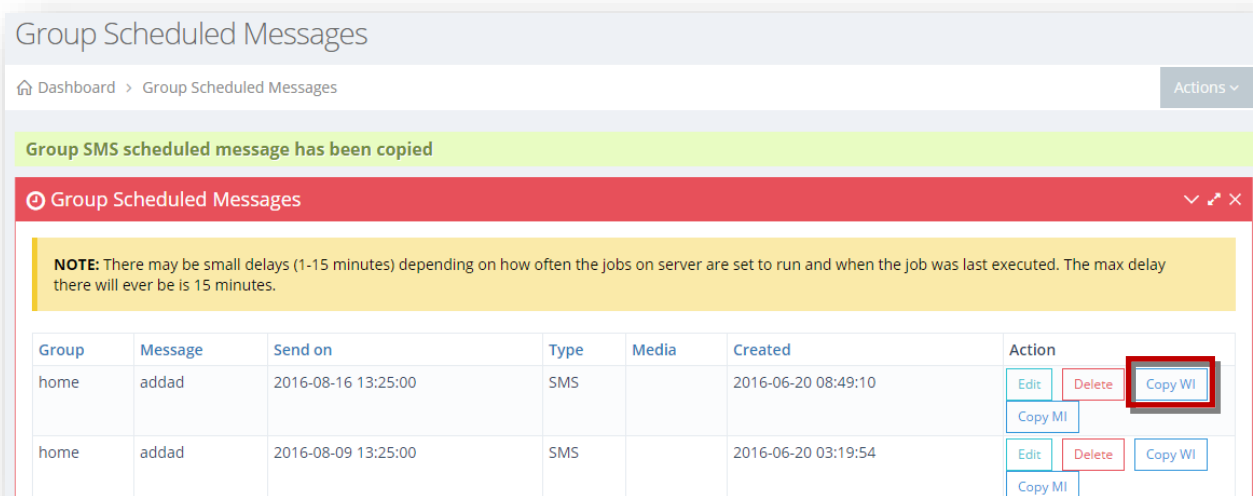 Group Scheduled Messages
Dashboard > Group Scheduled Messages
Actions
Group SMS scheduled message has been copied
Group Scheduled Messages
NOTE: There may be small delays (1-15 minutes) depending on how often the jobs on server are set to run and when the job was last executed. The max delay
there will ever be is 15 minutes.
Group Message Send on Type Media Created Action
home addad 2016-08-16 13:25:00 SMS 2016-06-20 08:49:10 Edit Delete Copy WI
Copy MI
home addad 2016-08-09 13:25:00 SMS 2016-06-20 03:19:54 Edit Delete Copy WI
Copy MI